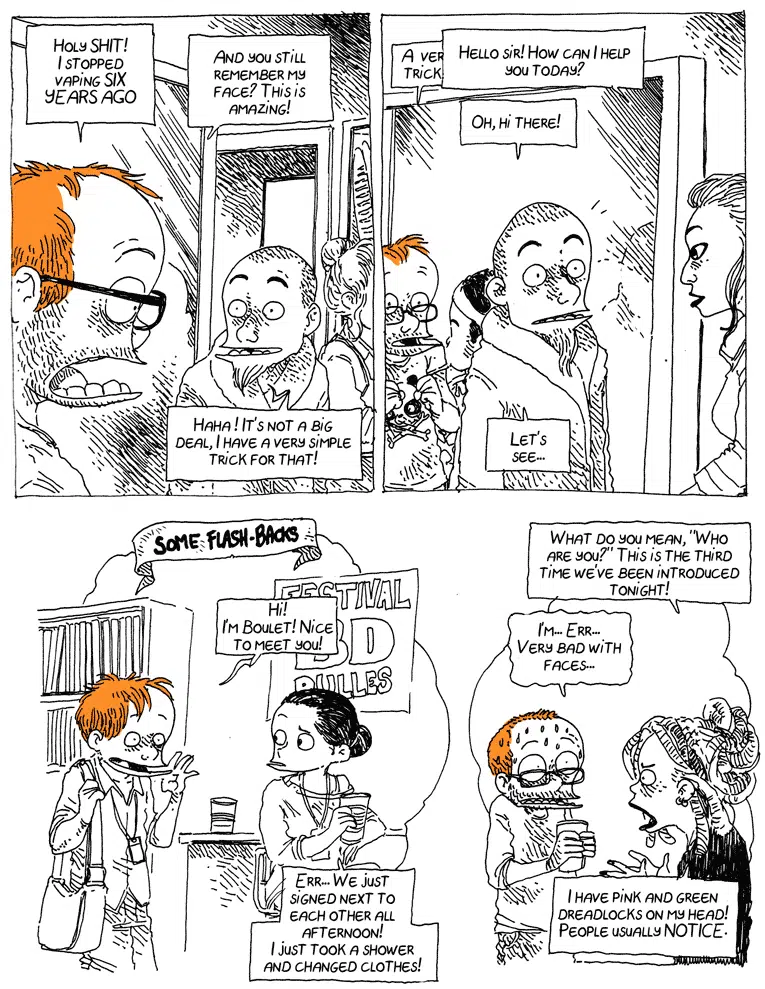 HOLY SHIT!
I STOPPED
VAPING SIX
YEARS AGO
AND YOU STILL
REMEMBER MY
FACE? THIS IS
AMAZING!
HAHA! IT'S NOT A BIG
DEAL, I HAVE A VERY SIMPLE
TRICK FOR THAT!
A VER
TRICK
HELLO SIR! HOW CAN I HELP
YOU TODAY?
OH, HI THERE!
LET'S
SEE...
SOME FLASH-BACKS
FESTIVAL
BD
BULLES
HI!
I'M BOULET! NICE
TO MEET YOU!
ERR... WE JUST
SIGNED NEXT TO
EACH OTHER ALL
AFTERNOON!
I JUST TOOK A SHOWER
AND CHANGED CLOTHES!
WHAT DO YOU MEAN, "WHO
ARE YOU?" THIS IS THE THIRD
TIME WE'VE BEEN INTRODUCED
TONIGHT!
I'M... ERR...
VERY BAD WITH
FACES...
I HAVE PINK AND GREEN
DREADLOCKS ON MY HEAD!
PEOPLE USUALLY NOTICE.